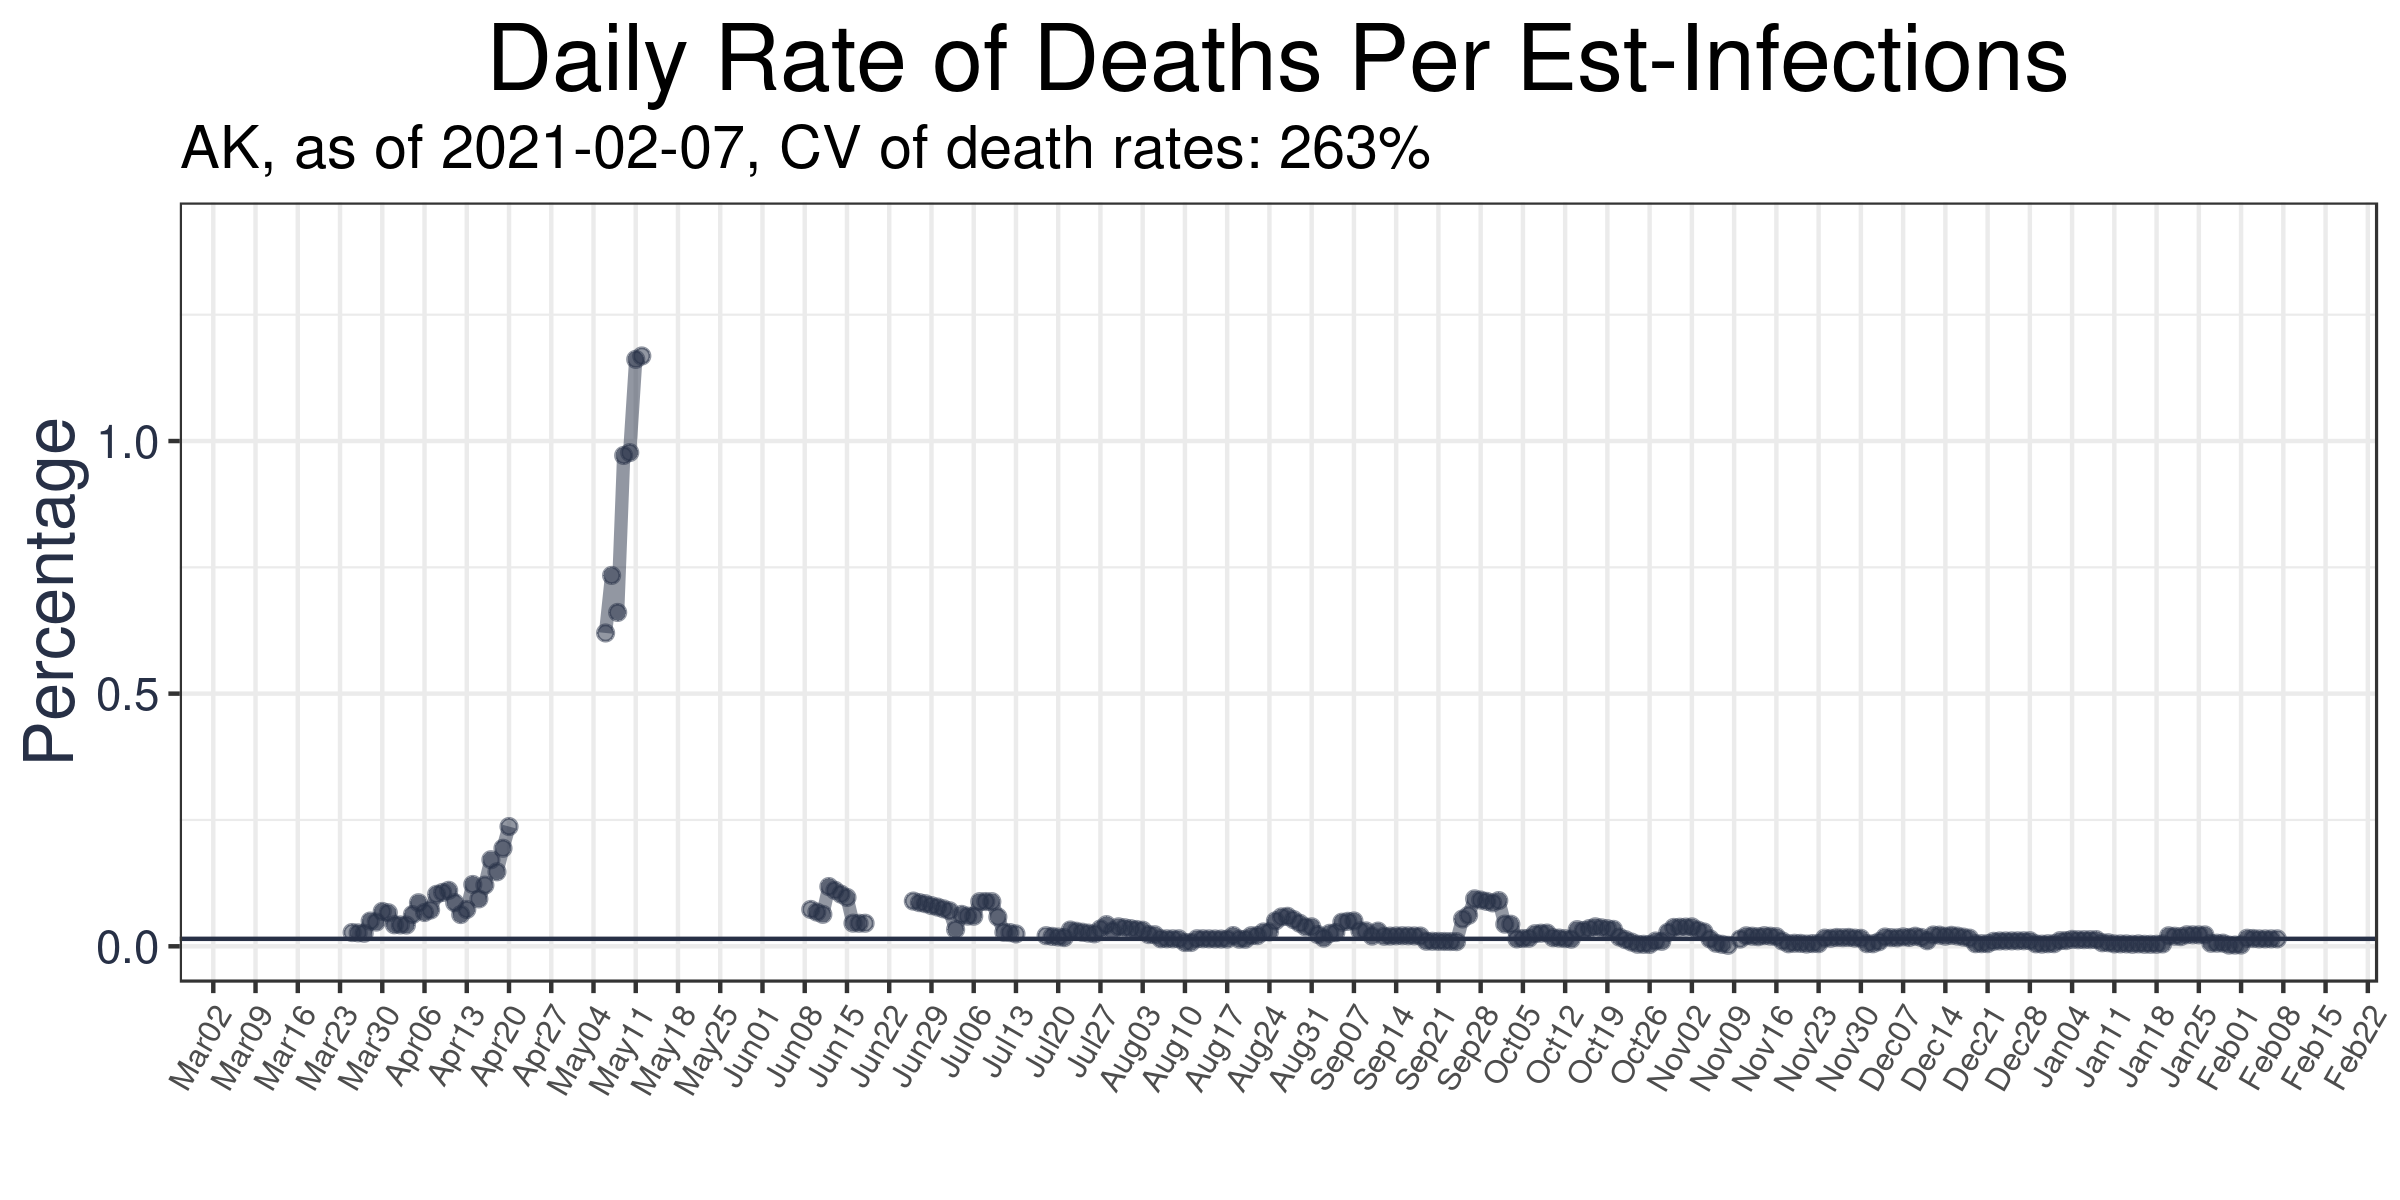 Daily Rate of Deaths Per Est-Infections
AK, as of 2021-02-07, CV of death rates: 263%
Percentage
1.0
0.5
0.0
Mar02
Mar09
Mar16
Mar23
Mar30
Apr06
Apr13
Apr20
Apr27
May04
May11
May18
May25
Jun01
Jun08
Jun15
Jun22
Jun29
Jul06
Jul13
Jul20
Jul27
Aug03
Aug10
Aug17
Aug24
Aug31
Sep07
Sep14
Sep21
Sep28
Oct05
Oct12
Oct19
Oct26
Nov02
Nov09
Nov16
Nov23
Nov30
Dec07
Dec14
Dec21
Dec28
Jan04
Jan11
Jan18
Jan25
Feb01
Feb08
Feb15
Feb22